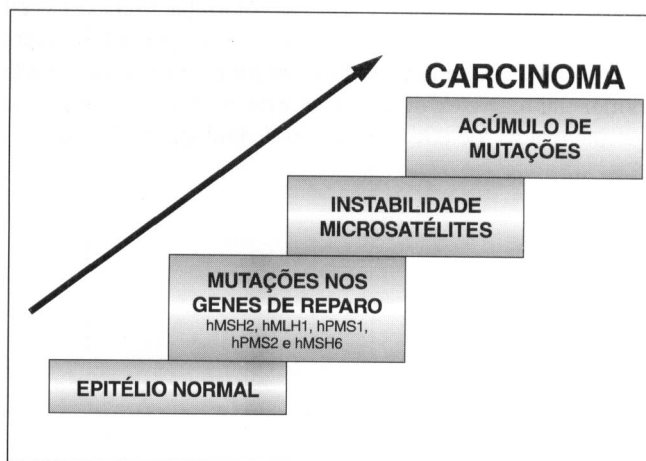 CARCINOMA
ACÚMULO DE
MUTAÇÕES
INSTABILIDADE
MICROSATÉLITES
MUTAÇÕES NOS
GENES DE REPARO
hMSH2, hMLH1, hPMS1,
hPMS2 e hMSH6
EPITÉLIO NORMAL